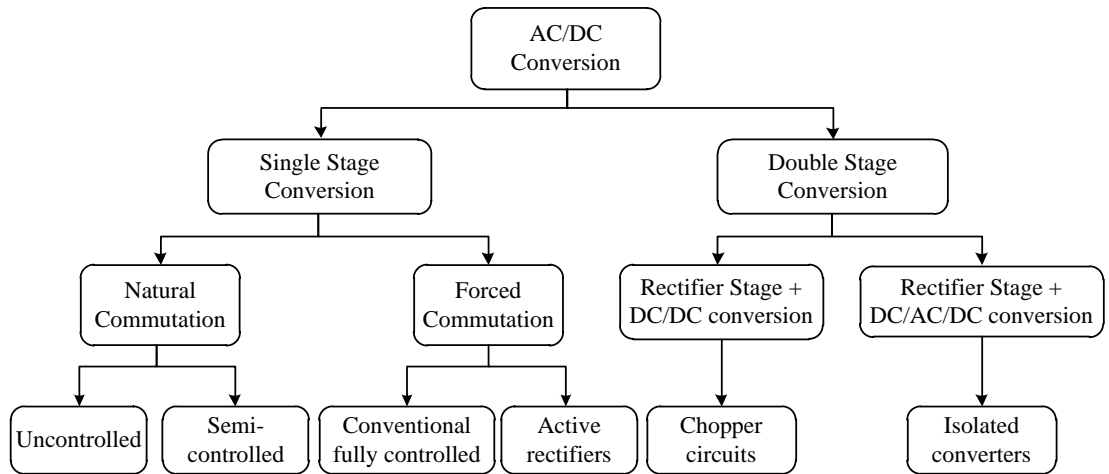 AC/DC
Conversion
Single Stage
Conversion
Double Stage
Conversion
Natural
Commutation
Forced
Commutation
Rectifier Stage +
DC/DC conversion
Rectifier Stage +
DC/AC/DC conversion
Uncontrolled
Semi-
controlled
Conventional
fully controlled
Active
rectifiers
Chopper
circuits
Isolated
converters